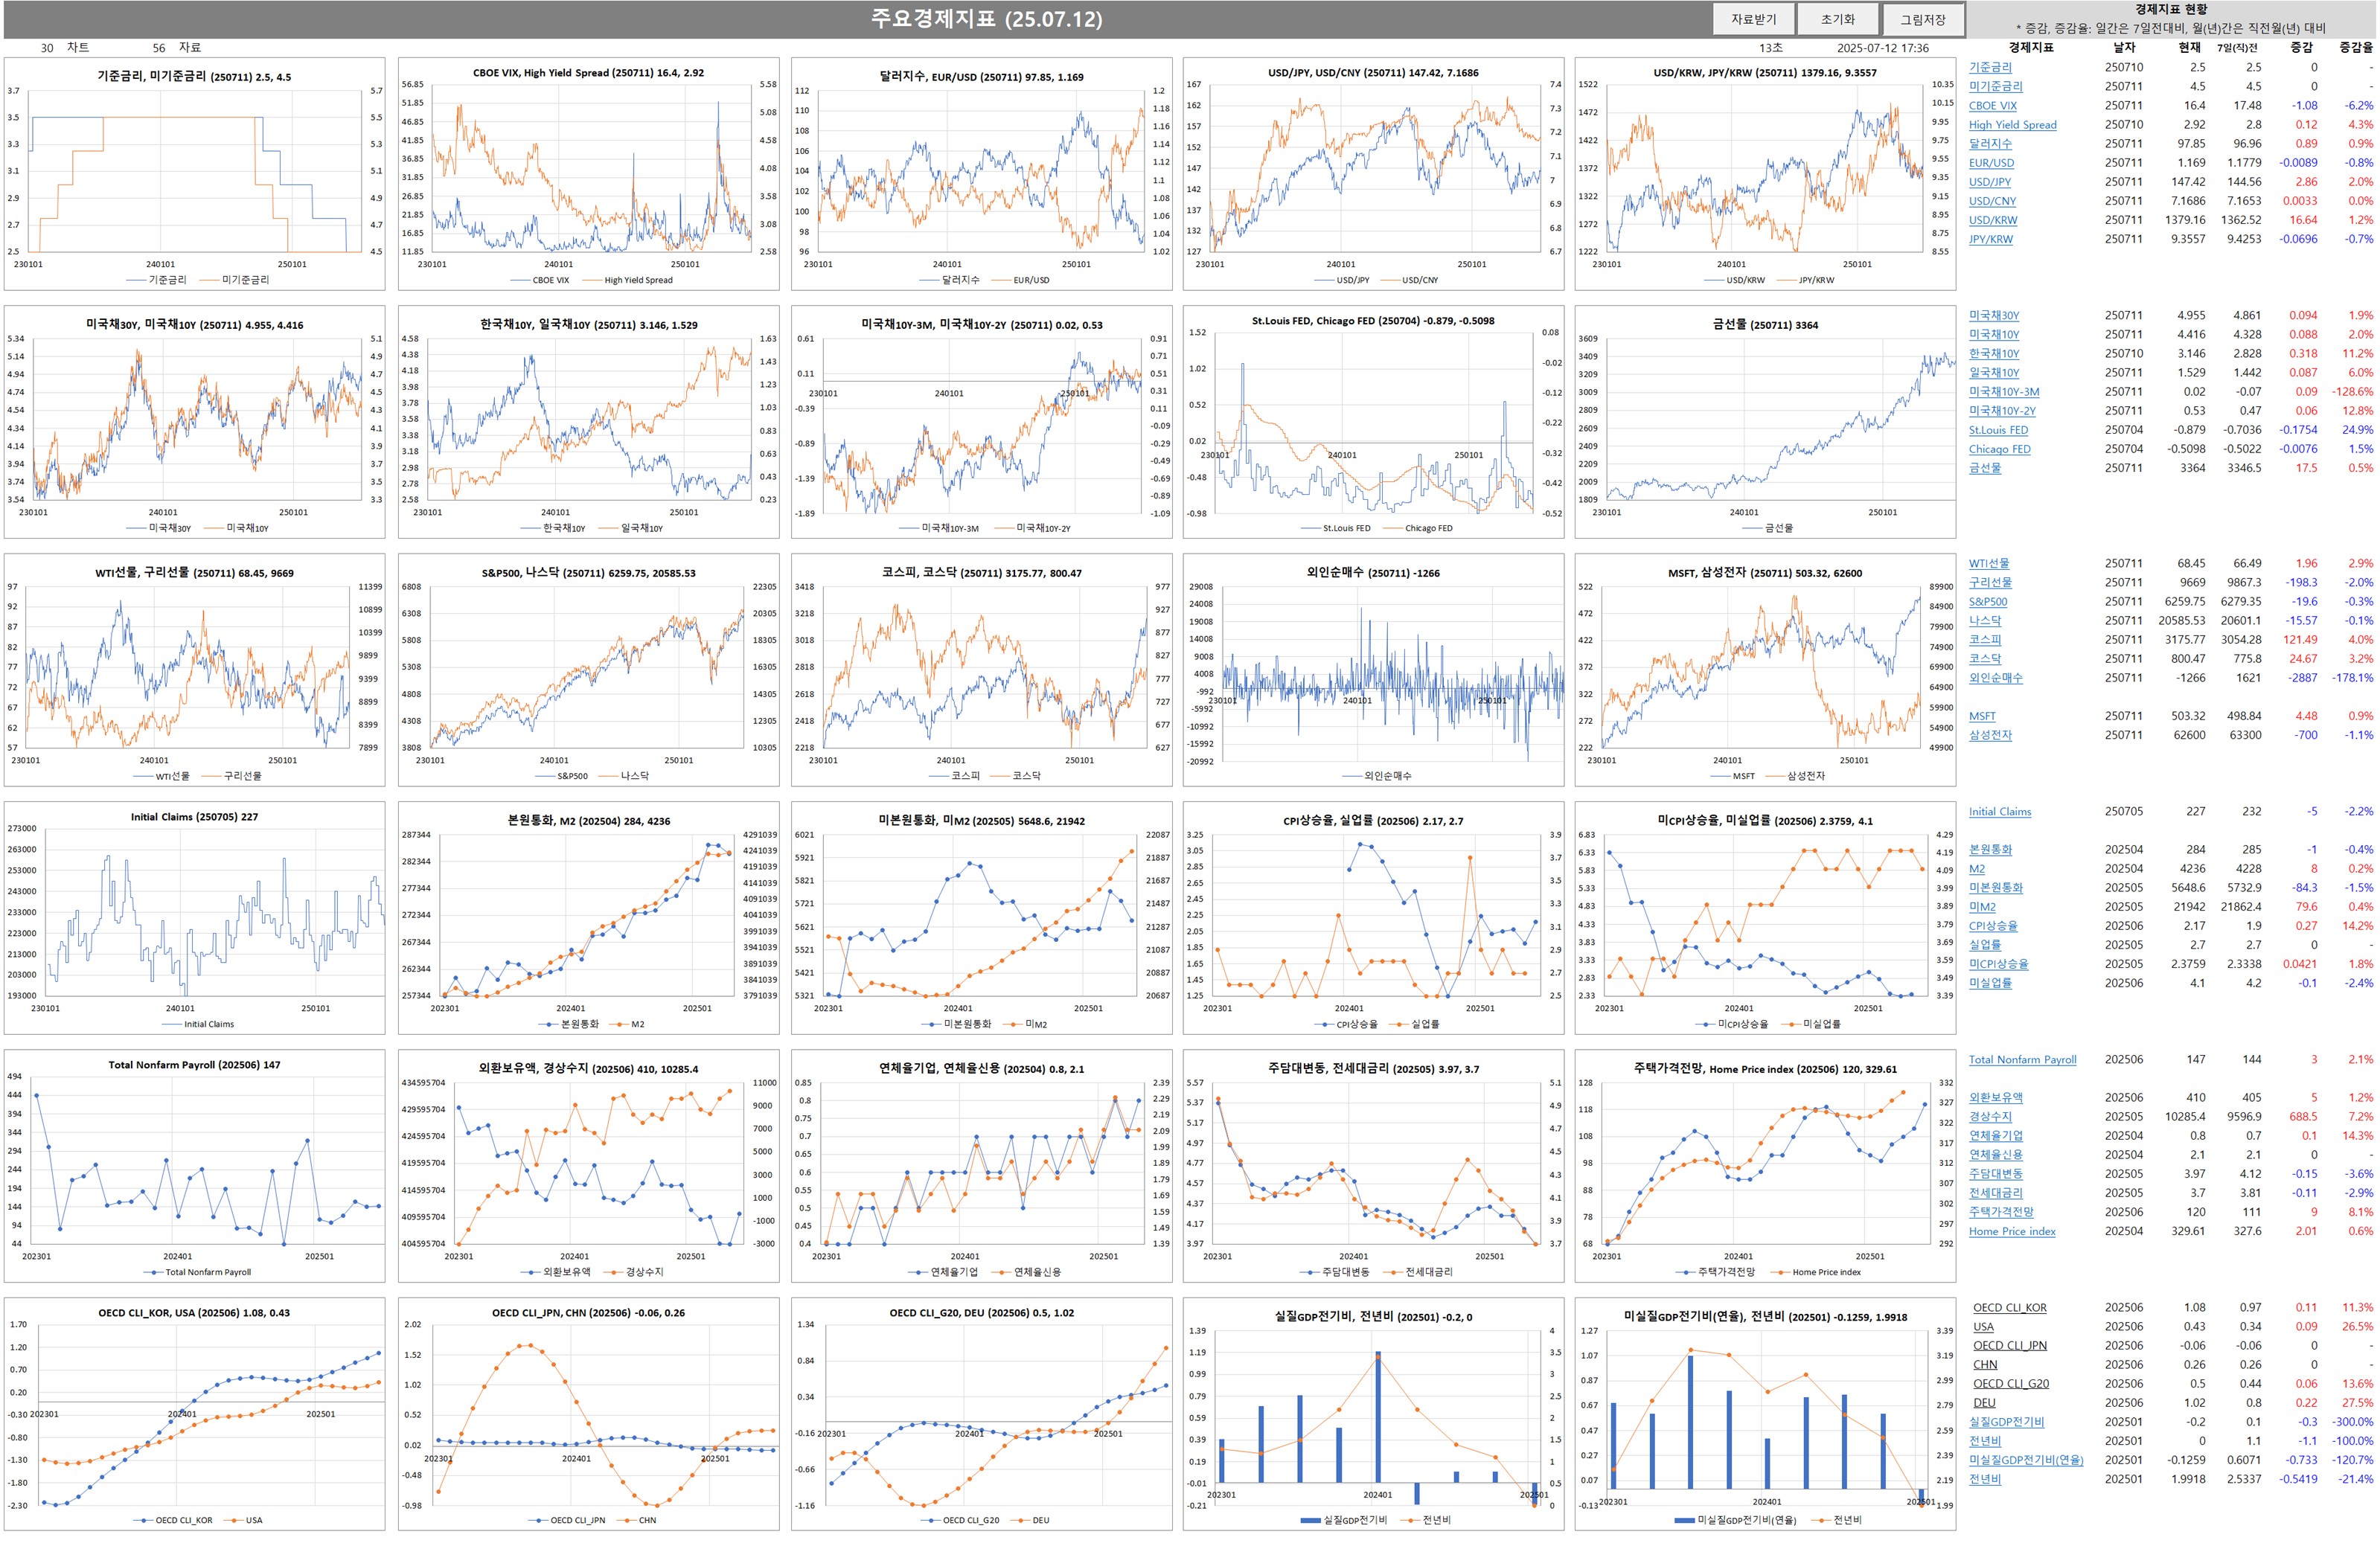 주요경제지표 (25.07.12)
자료받기 초기화 그림저장
경제지표 현황
* 증감, 증감율: 일간은 7일전대비, 월(년)간은 직전월(년) 대비
30 차트 56 자료 13초 2025-07-12 17:36
경제지표 날자 현재 7일(직)전 증감 증감율
기준금리, 미기준금리 (250711) 2.5, 4.5
CBOE VIX, High Yield Spread (250711) 16.4, 2.92
달러지수, EUR/USD (250711) 97.85, 1.169
USD/JPY, USD/CNY (250711) 147.42, 7.1686
USD/KRW, JPY/KRW (250711) 1379.16, 9.3557
기준금리 250710 2.5 2.5 0 -
미기준금리 250711 4.5 4.5 0 -
CBOE VIX 250711 16.4 17.48 -1.08 -6.2%
High Yield Spread 250710 2.92 2.8 0.12 4.3%
달러지수 250711 97.85 96.96 0.89 0.9%
EUR/USD 250711 1.169 1.1779 -0.0089 -0.8%
USD/JPY 250711 147.42 144.56 2.86 2.0%
USD/CNY 250711 7.1686 7.1653 0.0033 0.0%
USD/KRW 250711 1379.16 1362.52 16.64 1.2%
JPY/KRW 250711 9.3557 9.4253 -0.0696 -0.7%
미국채30Y, 미국채10Y (250711) 4.955, 4.416
한국채10Y, 일국채10Y (250711) 3.146, 1.529
미국채10Y-3M, 미국채10Y-2Y (250711) 0.02, 0.53
St.Louis FED, Chicago FED (250704) -0.879, -0.5098
금선물 (250711) 3364
미국채30Y 250711 4.955 4.861 0.094 1.9%
미국채10Y 250711 4.416 4.328 0.088 2.0%
한국채10Y 250710 3.146 2.828 0.318 11.2%
일국채10Y 250711 1.529 1.442 0.087 6.0%
미국채10Y-3M 250711 0.02 -0.07 0.09 -128.6%
미국채10Y-2Y 250711 0.53 0.47 0.06 12.8%
St.Louis FED 250704 -0.879 -0.7036 -0.1754 24.9%
Chicago FED 250704 -0.5098 -0.5022 -0.0076 1.5%
금선물 250711 3364 3346.5 17.5 0.5%
WTI선물, 구리선물 (250711) 68.45, 9669
S&P500, 나스닥 (250711) 6259.75, 20585.53
코스피, 코스닥 (250711) 3175.77, 800.47
외인순매수 (250711) -1266
MSFT, 삼성전자 (250711) 503.32, 62600
WTI선물 250711 68.45 66.49 1.96 2.9%
구리선물 250711 9669 9867.3 -198.3 -2.0%
S&P500 250711 6259.75 6279.35 -19.6 -0.3%
나스닥 250711 20585.53 20601.1 -15.57 -0.1%
코스피 250711 3175.77 3054.28 121.49 4.0%
코스닥 250711 800.47 775.8 24.67 3.2%
외인순매수 250711 -1266 1621 -2887 -178.1%
MSFT 250711 503.32 498.84 4.48 0.9%
삼성전자 250711 62600 63300 -700 -1.1%
Initial Claims (250705) 227
본원통화, M2 (202504) 284, 4236
미본원통화, 미M2 (202505) 5648.6, 21942
CPI상승율, 실업률 (202506) 2.17, 2.7
미CPI상승율, 미실업률 (202506) 2.3759, 4.1
Initial Claims 250705 227 232 -5 -2.2%
본원통화 202504 284 285 -1 -0.4%
M2 202504 4236 4228 8 0.2%
미본원통화 202505 5648.6 5732.9 -84.3 -1.5%
미M2 202505 21942 21862.4 79.6 0.4%
CPI상승율 202506 2.17 1.9 0.27 14.2%
실업률 202505 2.7 2.7 0 -
미CPI상승율 202505 2.3759 2.3338 0.0421 1.8%
미실업률 202506 4.1 4.2 -0.1 -2.4%
Total Nonfarm Payroll (202506) 147
외환보유액, 경상수지 (202506) 410, 10285.4
연체율기업, 연체율신용 (202504) 0.8, 2.1
주담대변동, 전세대금리 (202505) 3.97, 3.7
주택가격전망, Home Price index (202506) 120, 329.61
Total Nonfarm Payroll 202506 147 144 3 2.1%
외환보유액 202506 410 405 5 1.2%
경상수지 202505 10285.4 9596.9 688.5 7.2%
연체율기업 202504 0.8 0.7 0.1 14.3%
연체율신용 202504 2.1 2.1 0 -
주담대변동 202505 3.97 4.12 -0.15 -3.6%
전세대금리 202505 3.7 3.81 -0.11 -2.9%
주택가격전망 202506 120 111 9 8.1%
Home Price index 202504 329.61 327.6 2.01 0.6%
OECD CLI_KOR, USA (202506) 1.08, 0.43
OECD CLI_JPN, CHN (202506) -0.06, 0.26
OECD CLI_G20, DEU (202506) 0.5, 1.02
실질GDP전기비, 전년비 (202501) -0.2, 0
미실질GDP전기비(연율), 전년비 (202501) -0.1259, 1.9918
OECD CLI_KOR 202506 1.08 0.97 0.11 11.3%
USA 202506 0.43 0.34 0.09 26.5%
OECD CLI_JPN 202506 -0.06 -0.06 0 -
CHN 202506 0.26 0.26 0 -
OECD CLI_G20 202506 0.5 0.44 0.06 13.6%
DEU 202506 1.02 0.8 0.22 27.5%
실질GDP전기비 202501 -0.2 0.1 -0.3 -300.0%
전년비 202501 0 1.1 -1.1 -100.0%
미실질GDP전기비(연율) 202501 -0.1259 0.6071 -0.733 -120.7%
전년비 202501 1.9918 2.5337 -0.5419 -21.4%